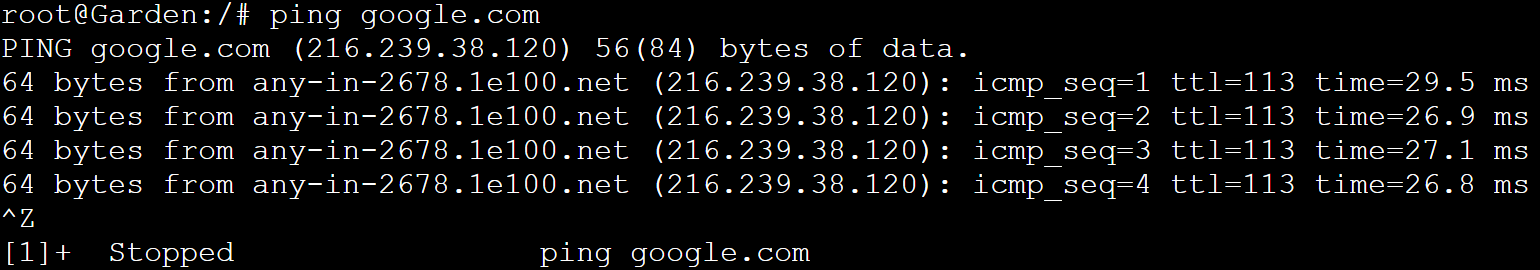 root@Garden:/# ping google.com
PING google.com (216.239.38.120) 56(84) bytes of data.
64 bytes from any-in-2678.1e100.net (216.239.38.120): icmp_seq=1 ttl=113 time=29.5 ms
64 bytes from any-in-2678.1e100.net (216.239.38.120): icmp_seq=2 ttl=113 time=26.9 ms
64 bytes from any-in-2678.1e100.net (216.239.38.120): icmp_seq=3 ttl=113 time=27.1 ms
64 bytes from any-in-2678.1e100.net (216.239.38.120): icmp_seq=4 ttl=113 time=26.8 ms
^Z
[1]+  Stopped                 ping google.com